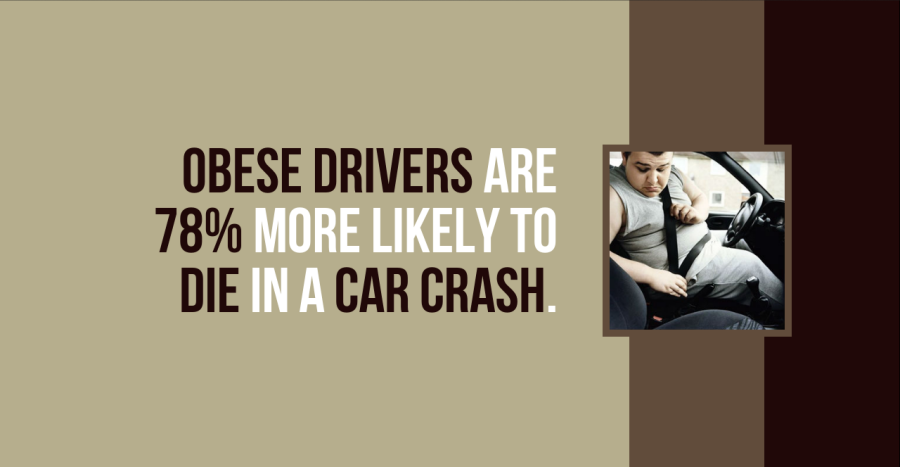 OBESE DRIVERS ARE
78% MORE LIKELY TO
DIE IN A CAR CRASH.